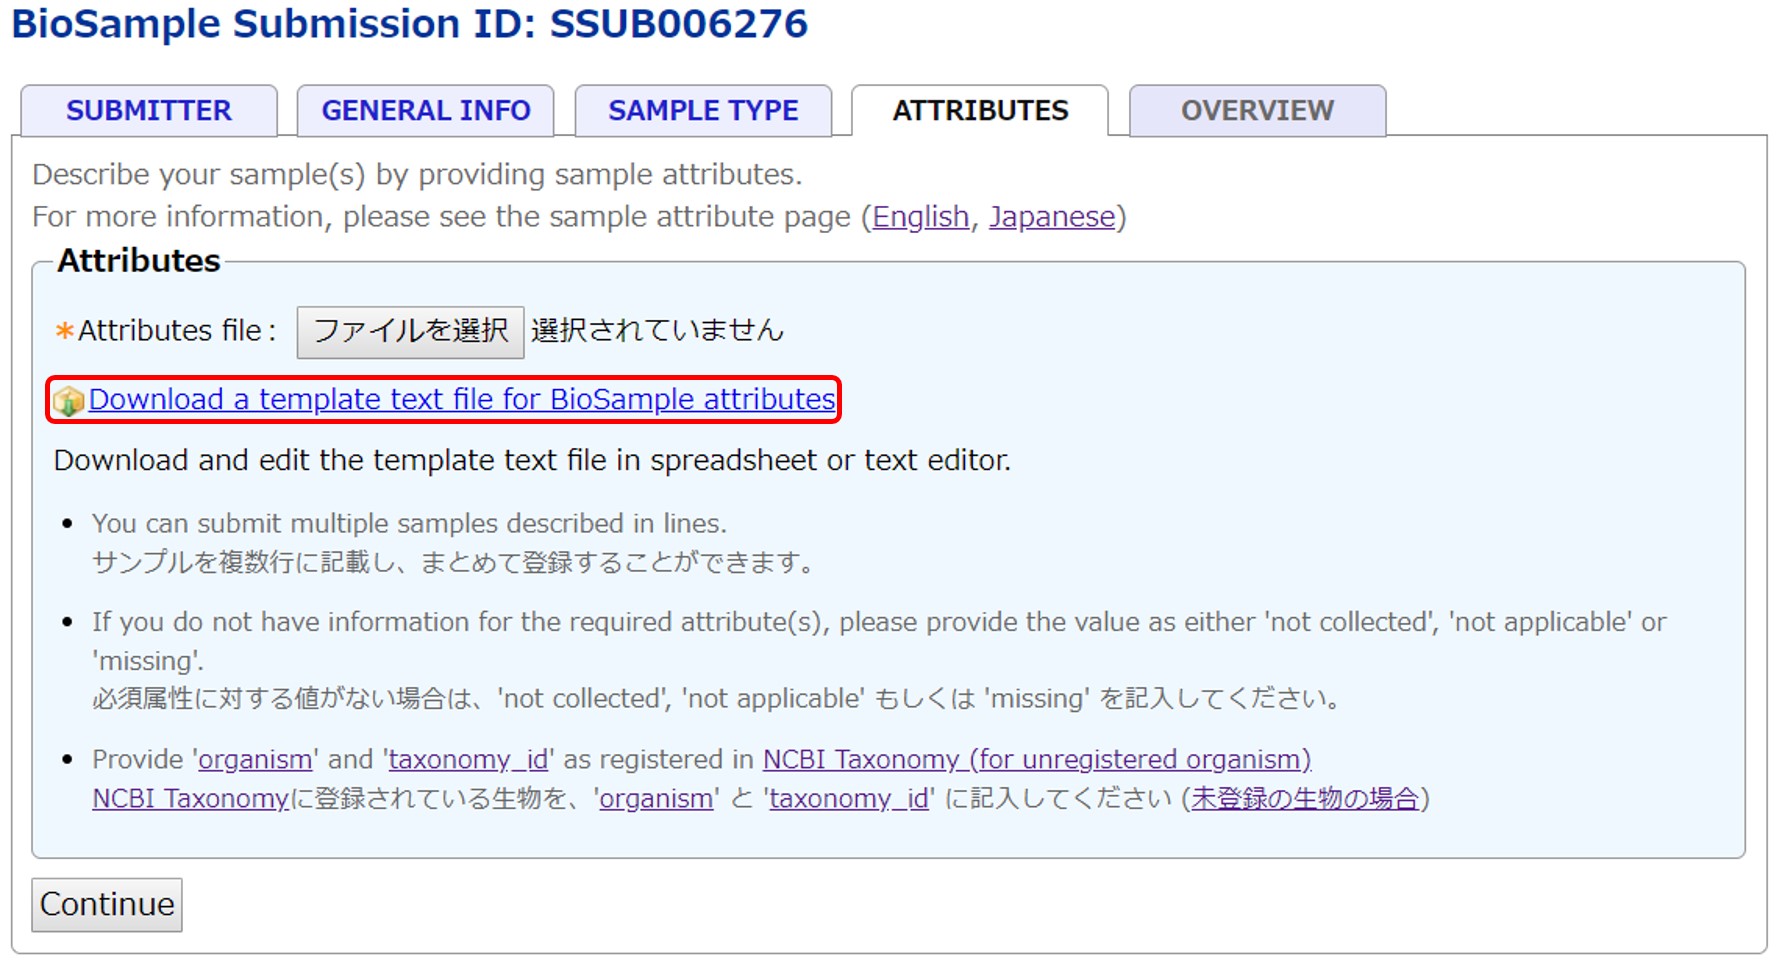 BioSample Submission ID: SSUB006276
SUBMITTER
GENERAL INFO
SAMPLE TYPE
ATTRIBUTES
OVERVIEW
Describe your sample(s) by providing sample attributes.
For more information, please see the sample attribute page (English, Japanese)
Attributes
*Attributes file: ファイルを選択 選択されていません
Download a template text file for BioSample attributes
Download and edit the template text file in spreadsheet or text editor.
• You can submit multiple samples described in lines.
サンプルを複数行に記載し、まとめて登録することができます。
• If you do not have information for the required attribute(s), please provide the value as either 'not collected', 'not applicable' or
'missing'.
必須属性に対する値がない場合は、'not collected', 'not applicable' もしくは 'missing' を記入してください。
• Provide 'organism' and 'taxonomy_id' as registered in NCBI Taxonomy (for unregistered organism)
NCBI Taxonomyに登録されている生物を、'organism' と 'taxonomy_id' に記入してください (未登録の生物の場合)
Continue